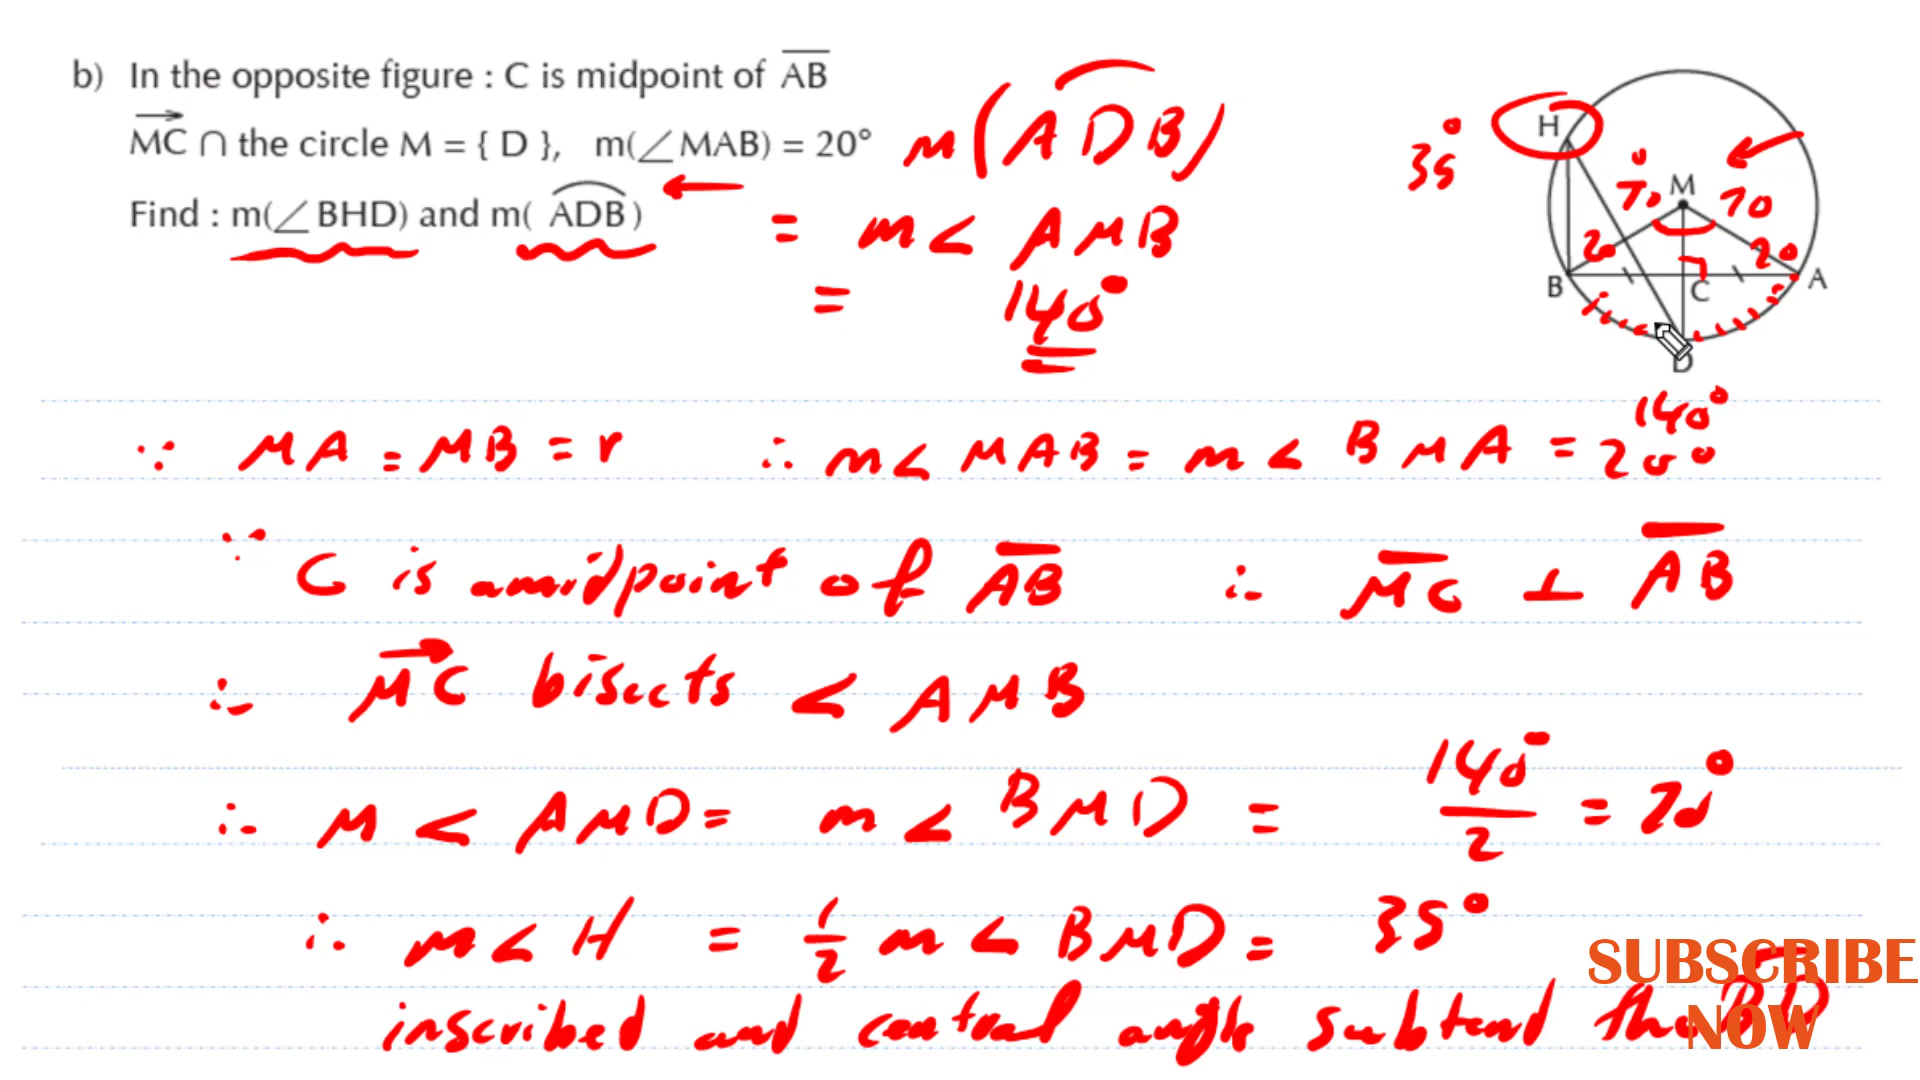 b) In the opposite figure : C is midpoint of AB
MC ∩ the circle M = { D }, m(∠MAB) = 20°
Find : m(∠BHD) and m( ADB )
m(ADB)
= m< AMB
= 140°
35°
H
70°
M
70
20
20
B
C
A
D
140°
∵ MA = MB = r ∴ m< MAB = m< BMA = 20°
∵ C is a midpoint of AB ∴ MC ⊥ AB
∴ MC bisects < AMB
∴ m < AMD = m < BMD = 140°/2 = 70°
∴ m< H = 1/2 m < BMD = 35°
inscribed and central angle subtend the BD
SUBSCRIBE
NOW